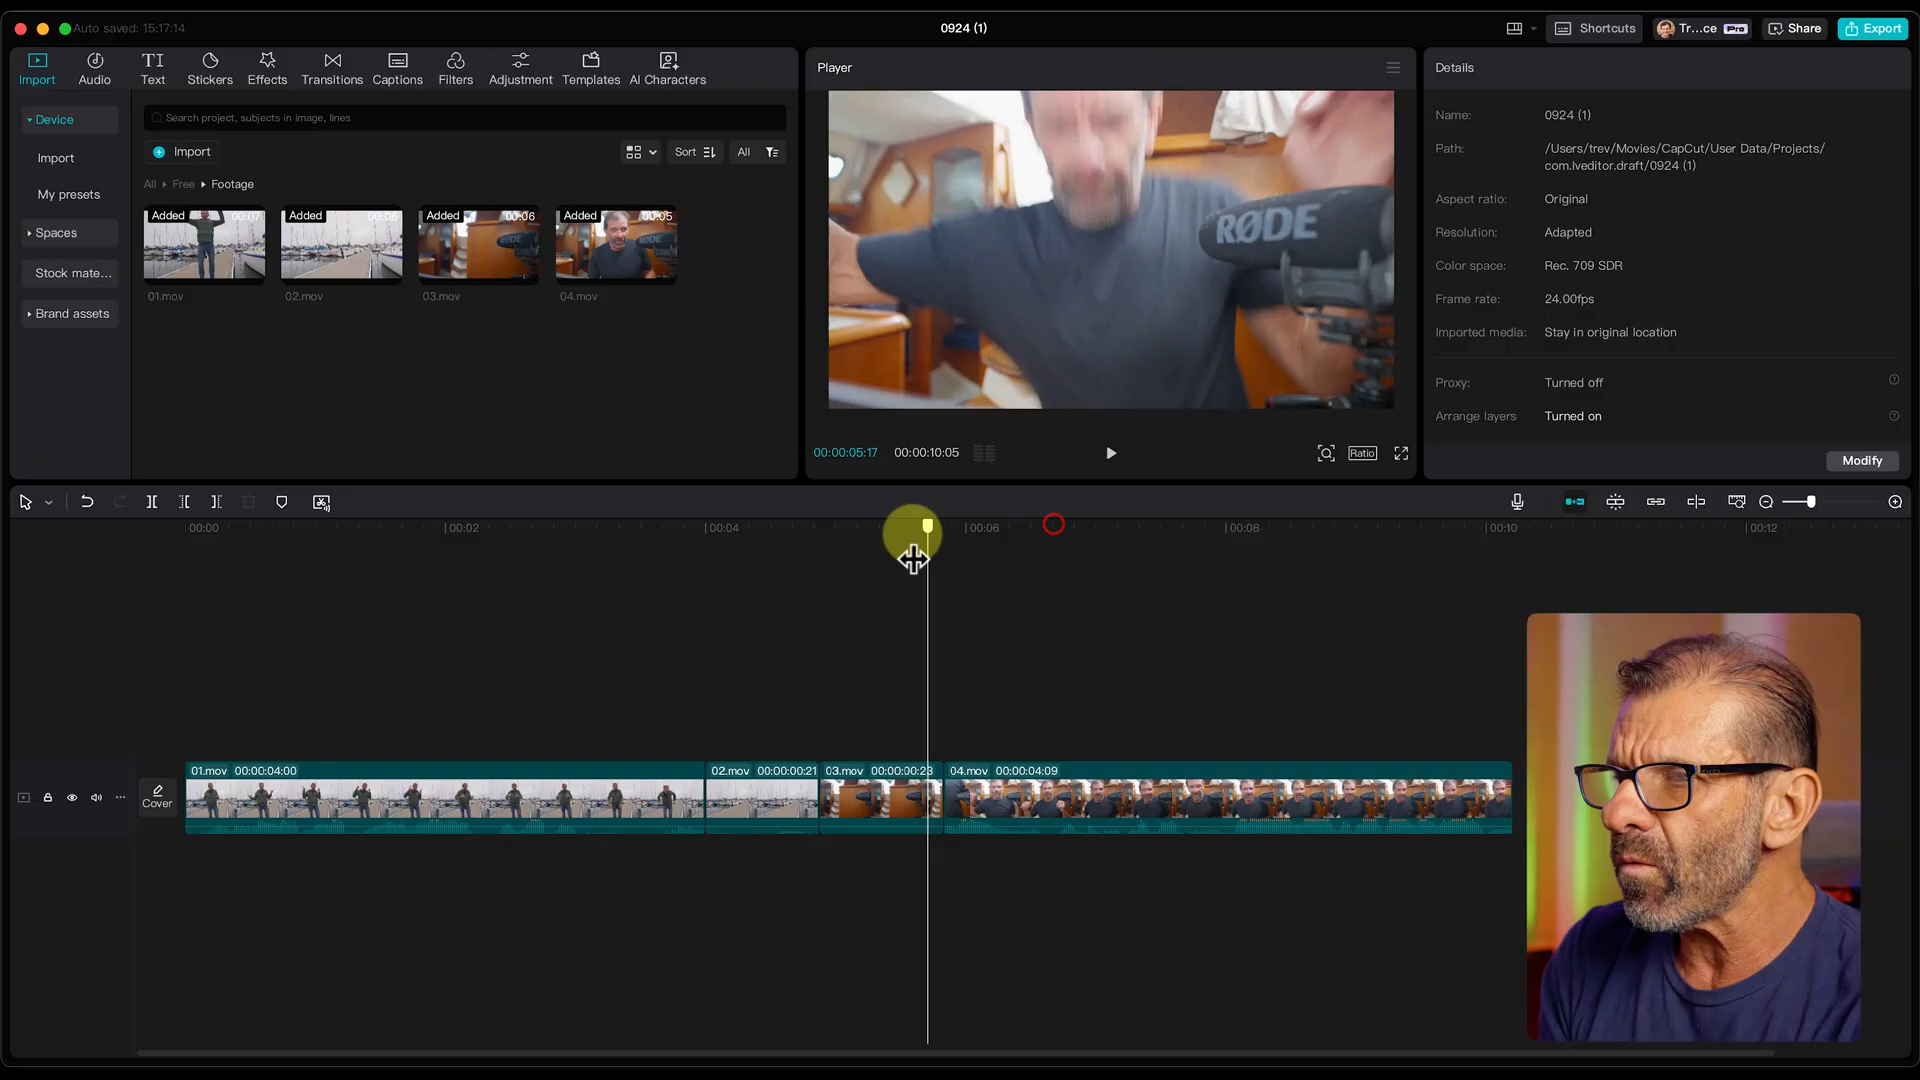 Auto saved: 15:17:14
0924 (1)
Shortcuts
Tr...ce
Pro
Share
Export
Import
Audio
Text
Stickers
Effects
Transitions
Captions
Filters
Adjustment
Templates
AI Characters
Player
Details
Device
Import
My presets
Spaces
Stock mate...
Brand assets
Search project, subjects in image, lines
Import
Sort
All
All
Free
Footage
Added
00:07
01.mov
Added
02.mov
Added
00:06
RØDE
03.mov
Added
00:05
04.mov
RØDE
00:00:05:17
00:00:10:05
Ratio
Name:
0924 (1)
Path:
/Users/trev/Movies/CapCut/User Data/Projects/
com.lveditor.draft/0924 (1)
Aspect ratio:
Original
Resolution:
Adapted
Color space:
Rec. 709 SDR
Frame rate:
24.00fps
Imported media:
Stay in original location
Proxy:
Turned off
Arrange layers
Turned on
Modify
00:00
00:02
00:04
00:06
00:08
00:10
00:12
Cover
01.mov 00:00:04:00
02.mov 00:00:00:21
03.mov 00:00:00:23
04.mov 00:00:04:09